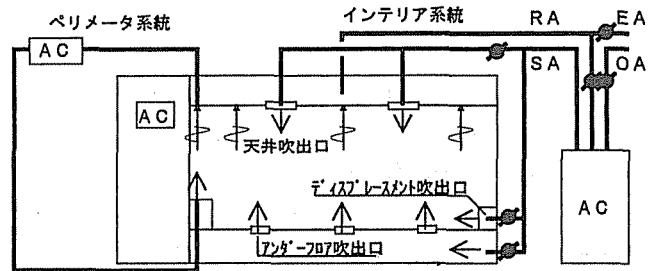 ペリメータ系統
インテリア系統
RA
EA
AC
SA
OA
AC
天井吹出口
ディスプレースメント吹出口
AC
アンダーフロア吹出口